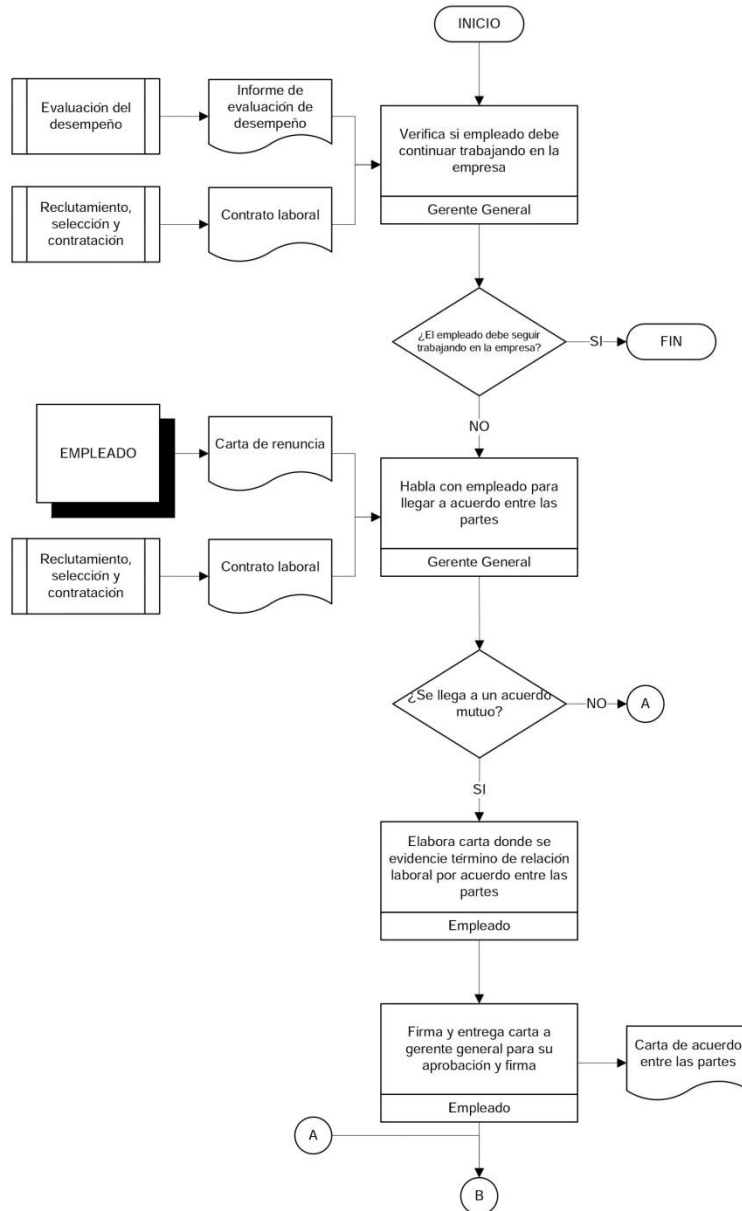 INICIO
Evaluación del
desempeño
Informe de
evaluación de
desempeño
Verifica si empleado debe
continuar trabajando en la
empresa
Gerente General
Reclutamiento,
selección y
contratación
Contrato laboral
¿El empleado debe seguir
trabajando en la empresa?
SI
FIN
NO
EMPLEADO
Carta de renuncia
Habla con empleado para
llegar a acuerdo entre las
partes
Gerente General
Reclutamiento,
selección y
contratación
Contrato laboral
¿Se llega a un acuerdo
mutuo?
NO
A
SI
Elabora carta donde se
evidencie término de relación
laboral por acuerdo entre las
partes
Empleado
Firma y entrega carta a
gerente general para su
aprobación y firma
Empleado
Carta de acuerdo
entre las partes
A
B